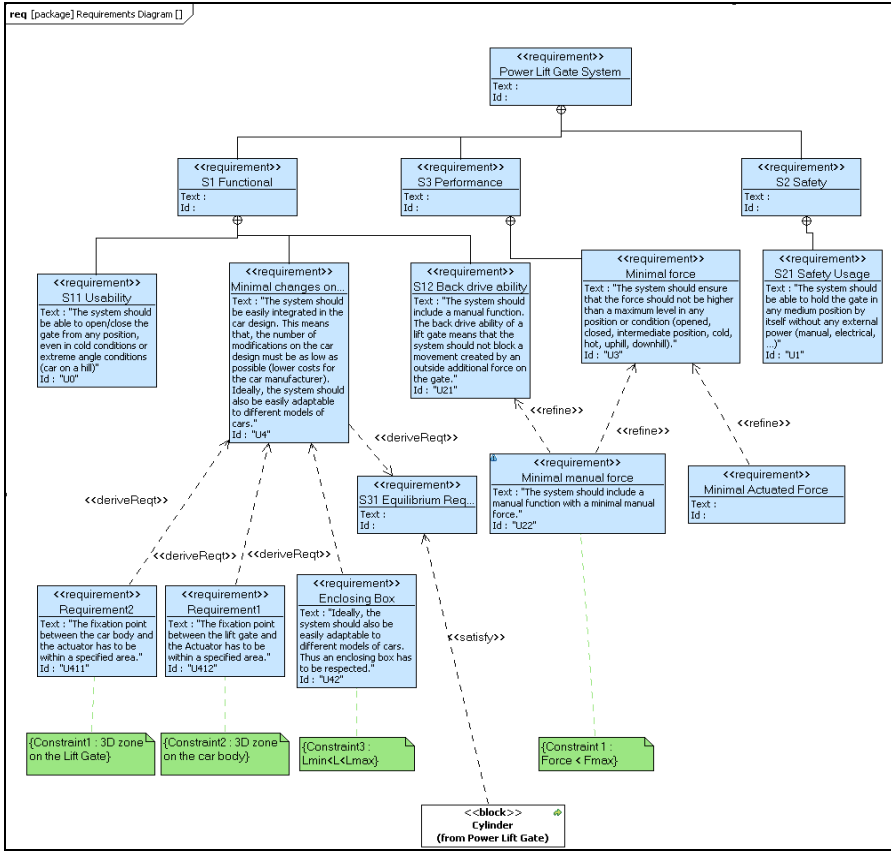 req [package] Requirements Diagram []
<<requirement>>
Power Lift Gate System
Text :
Id :
<<requirement>>
S1 Functional
Text :
Id :
<<requirement>>
S3 Performance
Text :
Id :
<<requirement>>
S2 Safety
Text :
Id :
<<requirement>>
S11 Usability
Text : "The system should
be able to open/close the
gate from any position,
even in cold conditions or
extreme angle conditions
(car on a hill)"
Id : "U0"
<<requirement>>
Minimal changes on...
Text : "The system should
be easily integrated in the
car design. This means
that, the number of
modifications on the car
design must be as low as
possible (lower costs for
the car manufacturer).
Ideally, the system should
also be easily adaptable
to different models of
cars."
Id : "U4"
<<requirement>>
S12 Back drive ability
Text : "The system should
include a manual function.
The back drive ability of a
lift gate means that the
system should not block a
movement created by an
outside additional force on
the gate."
Id : "U21"
<<requirement>>
Minimal force
Text : "The system should ensure
that the force should not be higher
than a maximum level in any
position or condition (opened,
closed, intermediate position, cold,
hot, uphill, downhill)."
Id : "U3"
<<requirement>>
S21 Safety Usage
Text : "The system should
be able to hold the gate in
any medium position by
itself without any external
power (manual, electrical,
...)"
Id : "U1"
<<refine>>
<<refine>>
<<refine>>
<<deriveReqt>>
<<requirement>>
S31 Equilibrium Req...
Text :
Id :
<<requirement>>
Minimal manual force
Text : "The system should include a
manual function with a minimal manual
force."
Id : "U22"
<<requirement>>
Minimal Actuated Force
Text :
Id :
<<deriveReqt>>
<<deriveReqt>>
<<deriveReqt>>
<<requirement>>
Requirement2
Text : "The fixation point
between the car body and
the actuator has to be
within a specified area."
Id : "U411"
<<requirement>>
Requirement1
Text : "The fixation point
between the lift gate and
the Actuator has to be
within a specified area."
Id : "U412"
<<requirement>>
Enclosing Box
Text : "Ideally, the
system should also be
easily adaptable to
different models of cars.
Thus an enclosing box has
to be respected."
Id : "U42"
<<satisfy>>
{Constraint1 : 3D zone
on the Lift Gate}
{Constraint2 : 3D zone
on the car body}
{Constraint3 :
Lmin<L<Lmax}
{Constraint 1 :
Force < Fmax}
<<block>>
Cylinder
(from Power Lift Gate)